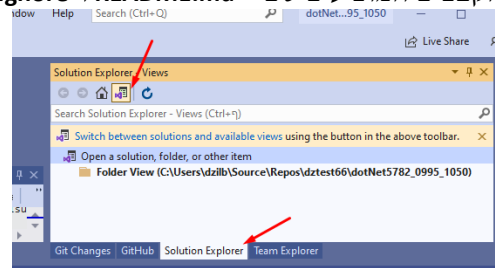 ndow Help Search (Ctrl+Q) dotNet...95_1050
Live Share
Solution Explorer - Views
Search Solution Explorer - Views (Ctrl+ח)
Switch between solutions and available views using the button in the above toolbar.
Open a solution, folder, or other item
Folder View (C:\Users\dzilb\Source\Repos\dztest66\dotNet5782_0995_1050)
.su
Git Changes GitHub Solution Explorer Team Explorer